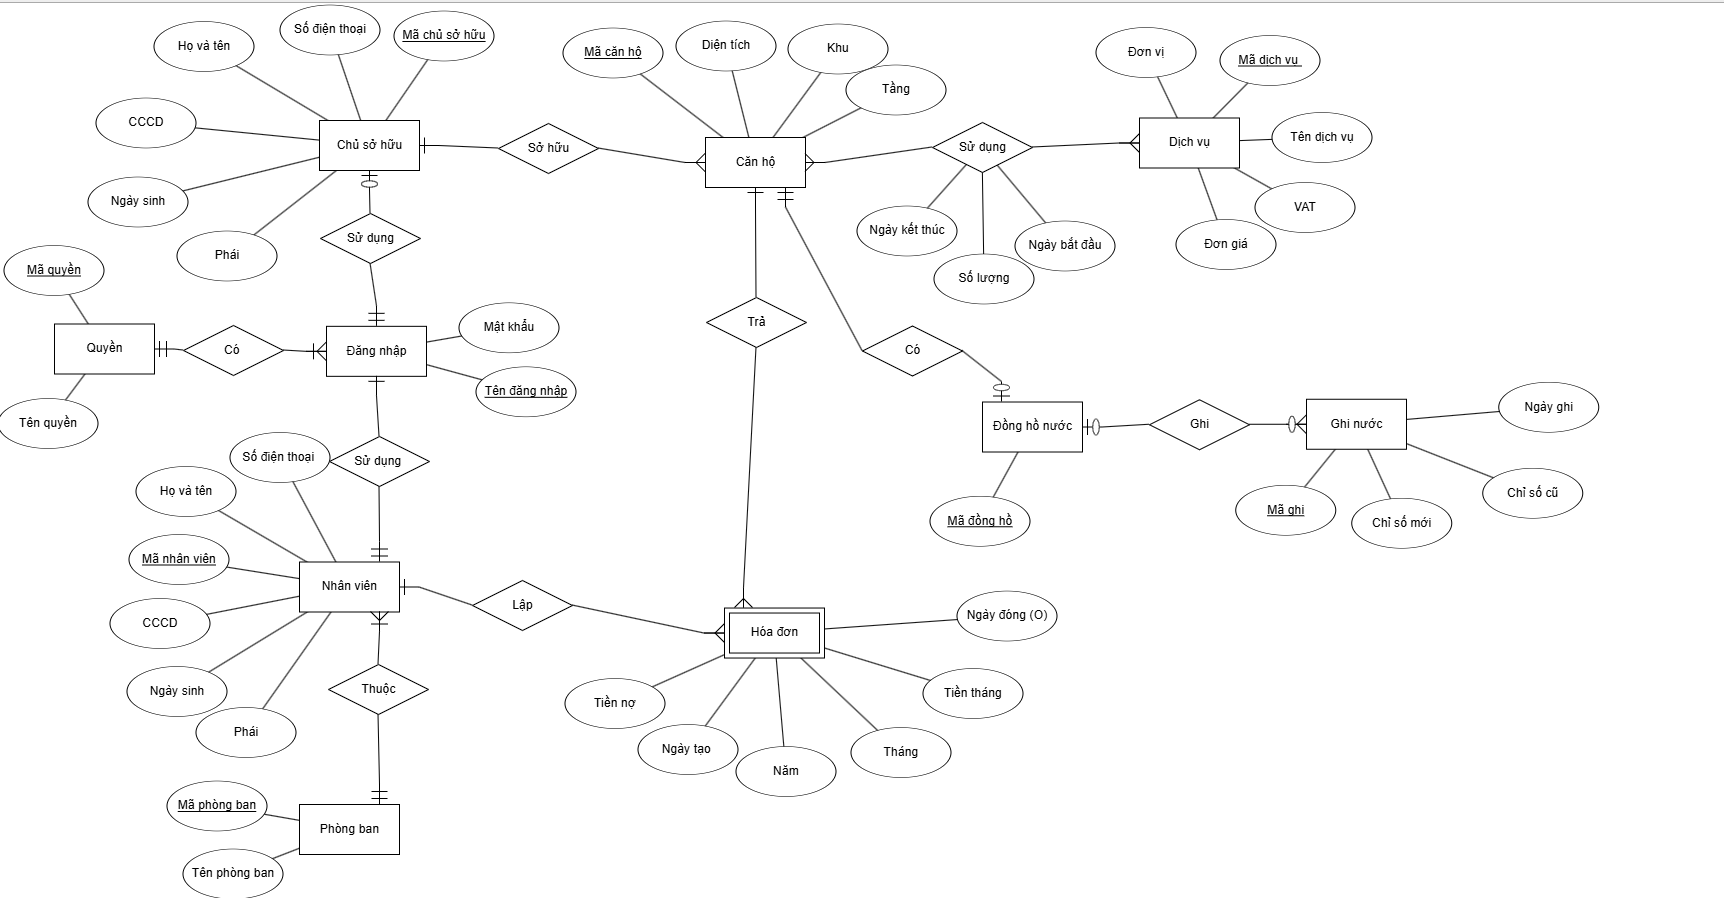 Họ và tên
Số điện thoại
Mã chủ sở hữu
CCCD
Chủ sở hữu
Ngày sinh
Phái
Sở hữu
Mã căn hộ
Diện tích
Khu
Tầng
Căn hộ
Sử dụng
Ngày kết thúc
Số lượng
Ngày bắt đầu
Đơn vị
Mã dich vu
Dịch vụ
Tên dịch vụ
VAT
Đơn giá
Sử dụng
Mã quyền
Quyền
Tên quyền
Có
Đăng nhập
Mật khẩu
Tên đăng nhập
Trả
Có
Đồng hồ nước
Mã đồng hồ
Ghi
Ghi nước
Ngày ghi
Chỉ số cũ
Mã ghi
Chỉ số mới
Số điện thoại
Sử dụng
Họ và tên
Mã nhân viên
Nhân viên
CCCD
Ngày sinh
Phái
Lập
Hóa đơn
Ngày đóng (O)
Tiền tháng
Tiền nợ
Ngày tạo
Năm
Tháng
Thuộc
Mã phòng ban
Phòng ban
Tên phòng ban